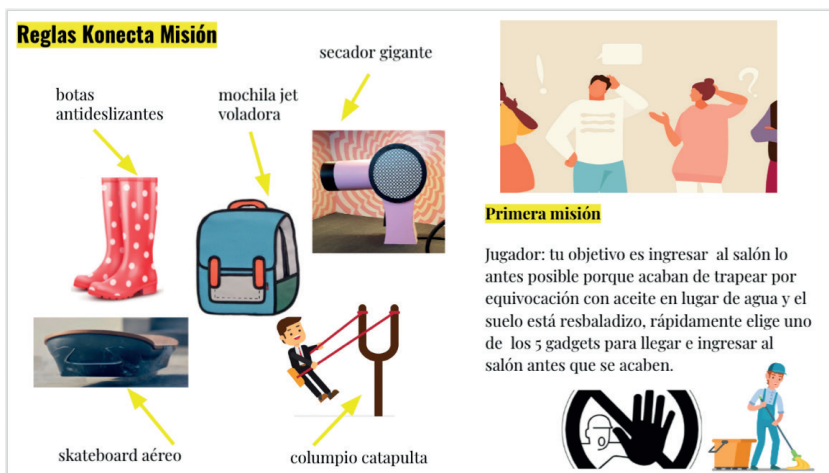 Reglas Konecta Misión
secador gigante
botas
antideslizantes
mochila jet
voladora
skateboard aéreo
columpio catapulta
Primera misión
Jugador: tu objetivo es ingresar al salón lo
antes posible porque acaban de trapear por
equivocación con aceite en lugar de agua y el
suelo está resbaladizo, rápidamente elige uno
de los 5 gadgets para llegar e ingresar al
salón antes que se acaben.